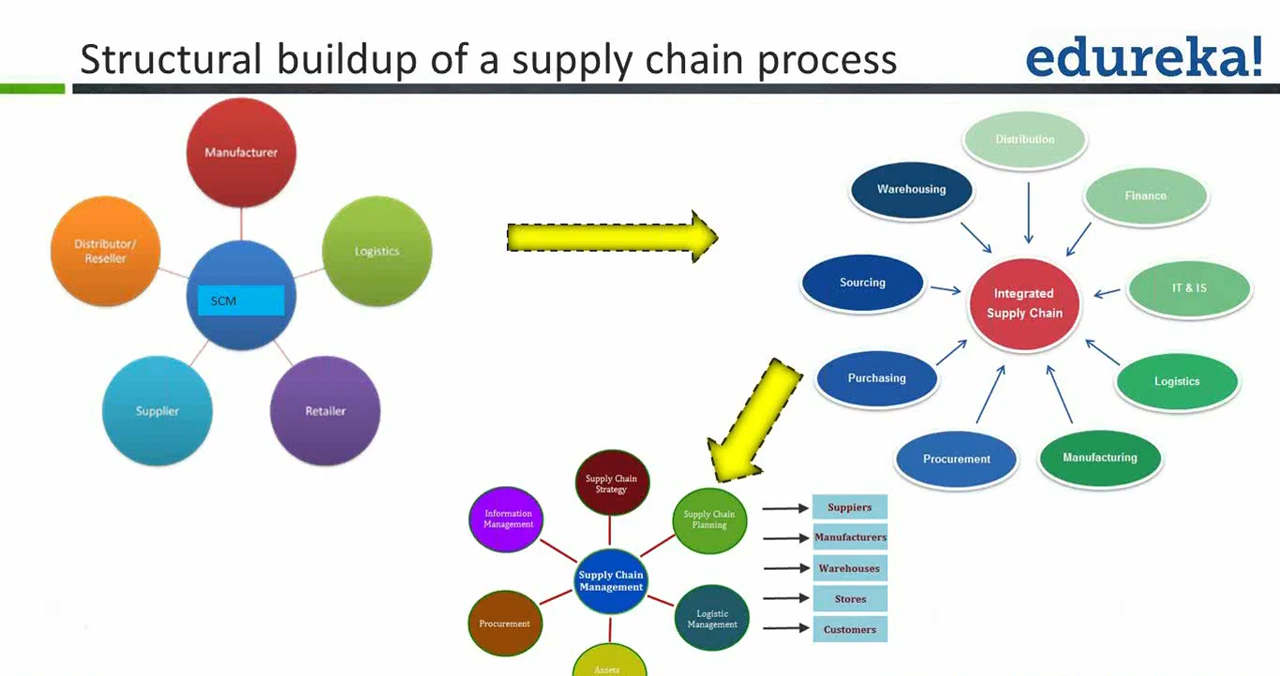 Structural buildup of a supply chain process
edureka!
Manufacturer
Distributor/
Reseller
Logistics
SCM
Supplier
Retailer
Distribution
Warehousing
Finance
Sourcing
IT & IS
Integrated
Supply Chain
Purchasing
Logistics
Procurement
Manufacturing
Supply Chain
Strategy
Information
Management
Supply Chain
Planning
Supply Chain
Management
Procurement
Logistic
Management
Assets
Suppiers
Manufacturers
Warehouses
Stores
Customers